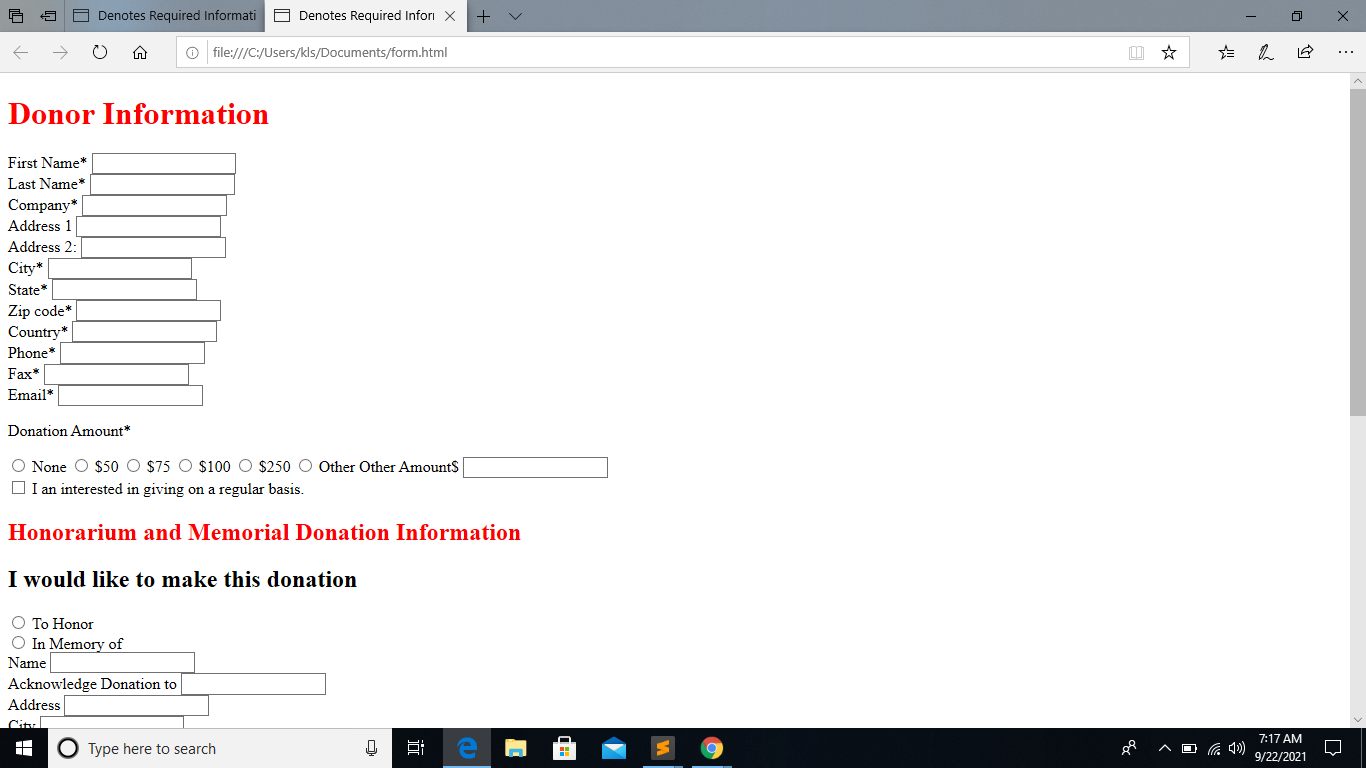 Denotes Required Informati
Denotes Required Inforr
file:///C:/Users/kls/Documents/form.html
Donor Information
First Name*
Last Name*
Company*
Address 1
Address 2:
City*
State*
Zip code*
Country*
Phone*
Fax*
Email*
Donation Amount*
None $50 $75 $100 $250 Other Other Amount$
I an interested in giving on a regular basis.
Honorarium and Memorial Donation Information
I would like to make this donation
To Honor
In Memory of
Name
Acknowledge Donation to
Address
City
Type here to search
7:17 AM
9/22/2021